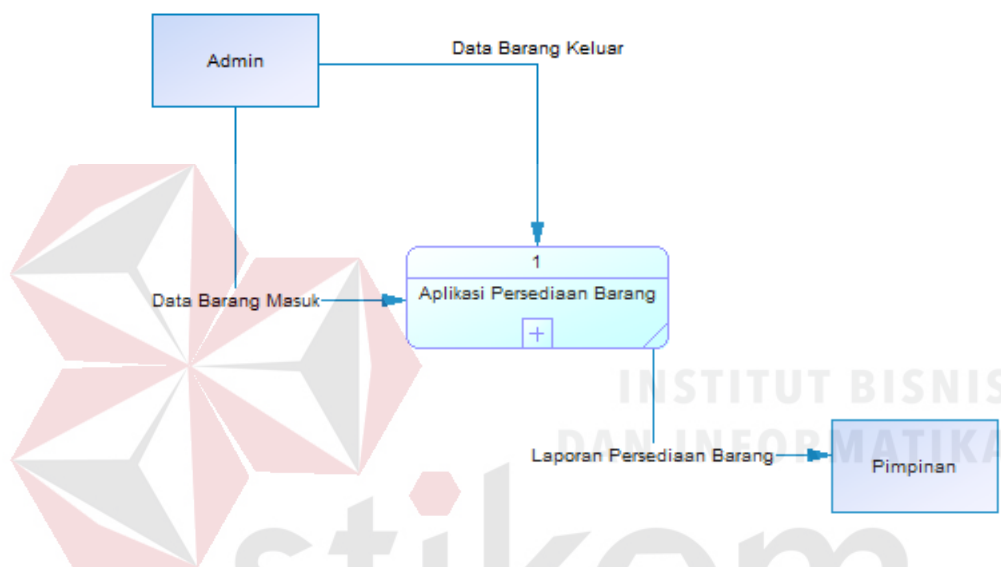 Data Barang Keluar
Admin
1
Aplikasi Persediaan Barang
Data Barang Masuk
INSTITUT BISNIS
DAN INFORMATIKA
Laporan Persediaan Barang
Pimpinan
stikom